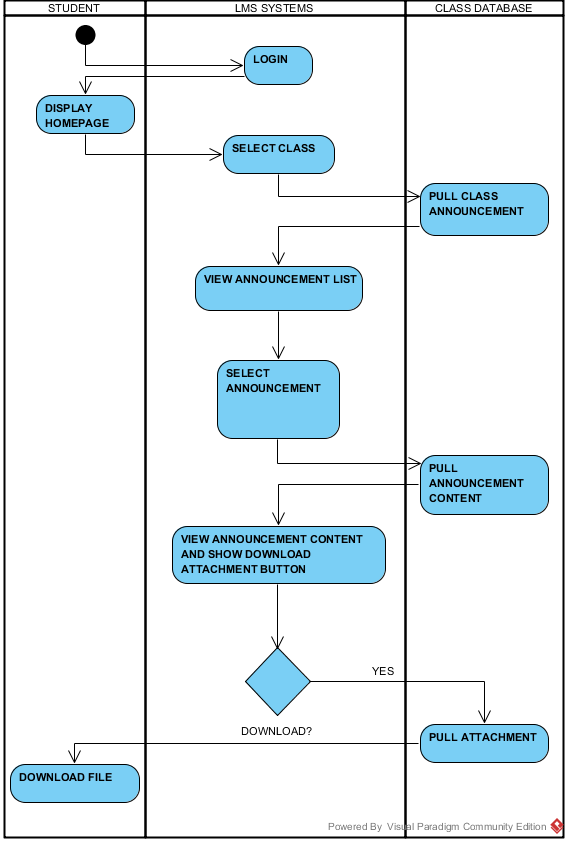 STUDENT
LMS SYSTEMS
CLASS DATABASE
LOGIN
DISPLAY
HOMEPAGE
SELECT CLASS
PULL CLASS
ANNOUNCEMENT
VIEW ANNOUNCEMENT LIST
SELECT
ANNOUNCEMENT
PULL
ANNOUNCEMENT
CONTENT
VIEW ANNOUNCEMENT CONTENT
AND SHOW DOWNLOAD
ATTACHMENT BUTTON
YES
DOWNLOAD?
PULL ATTACHMENT
DOWNLOAD FILE
Powered By Visual Paradigm Community Edition